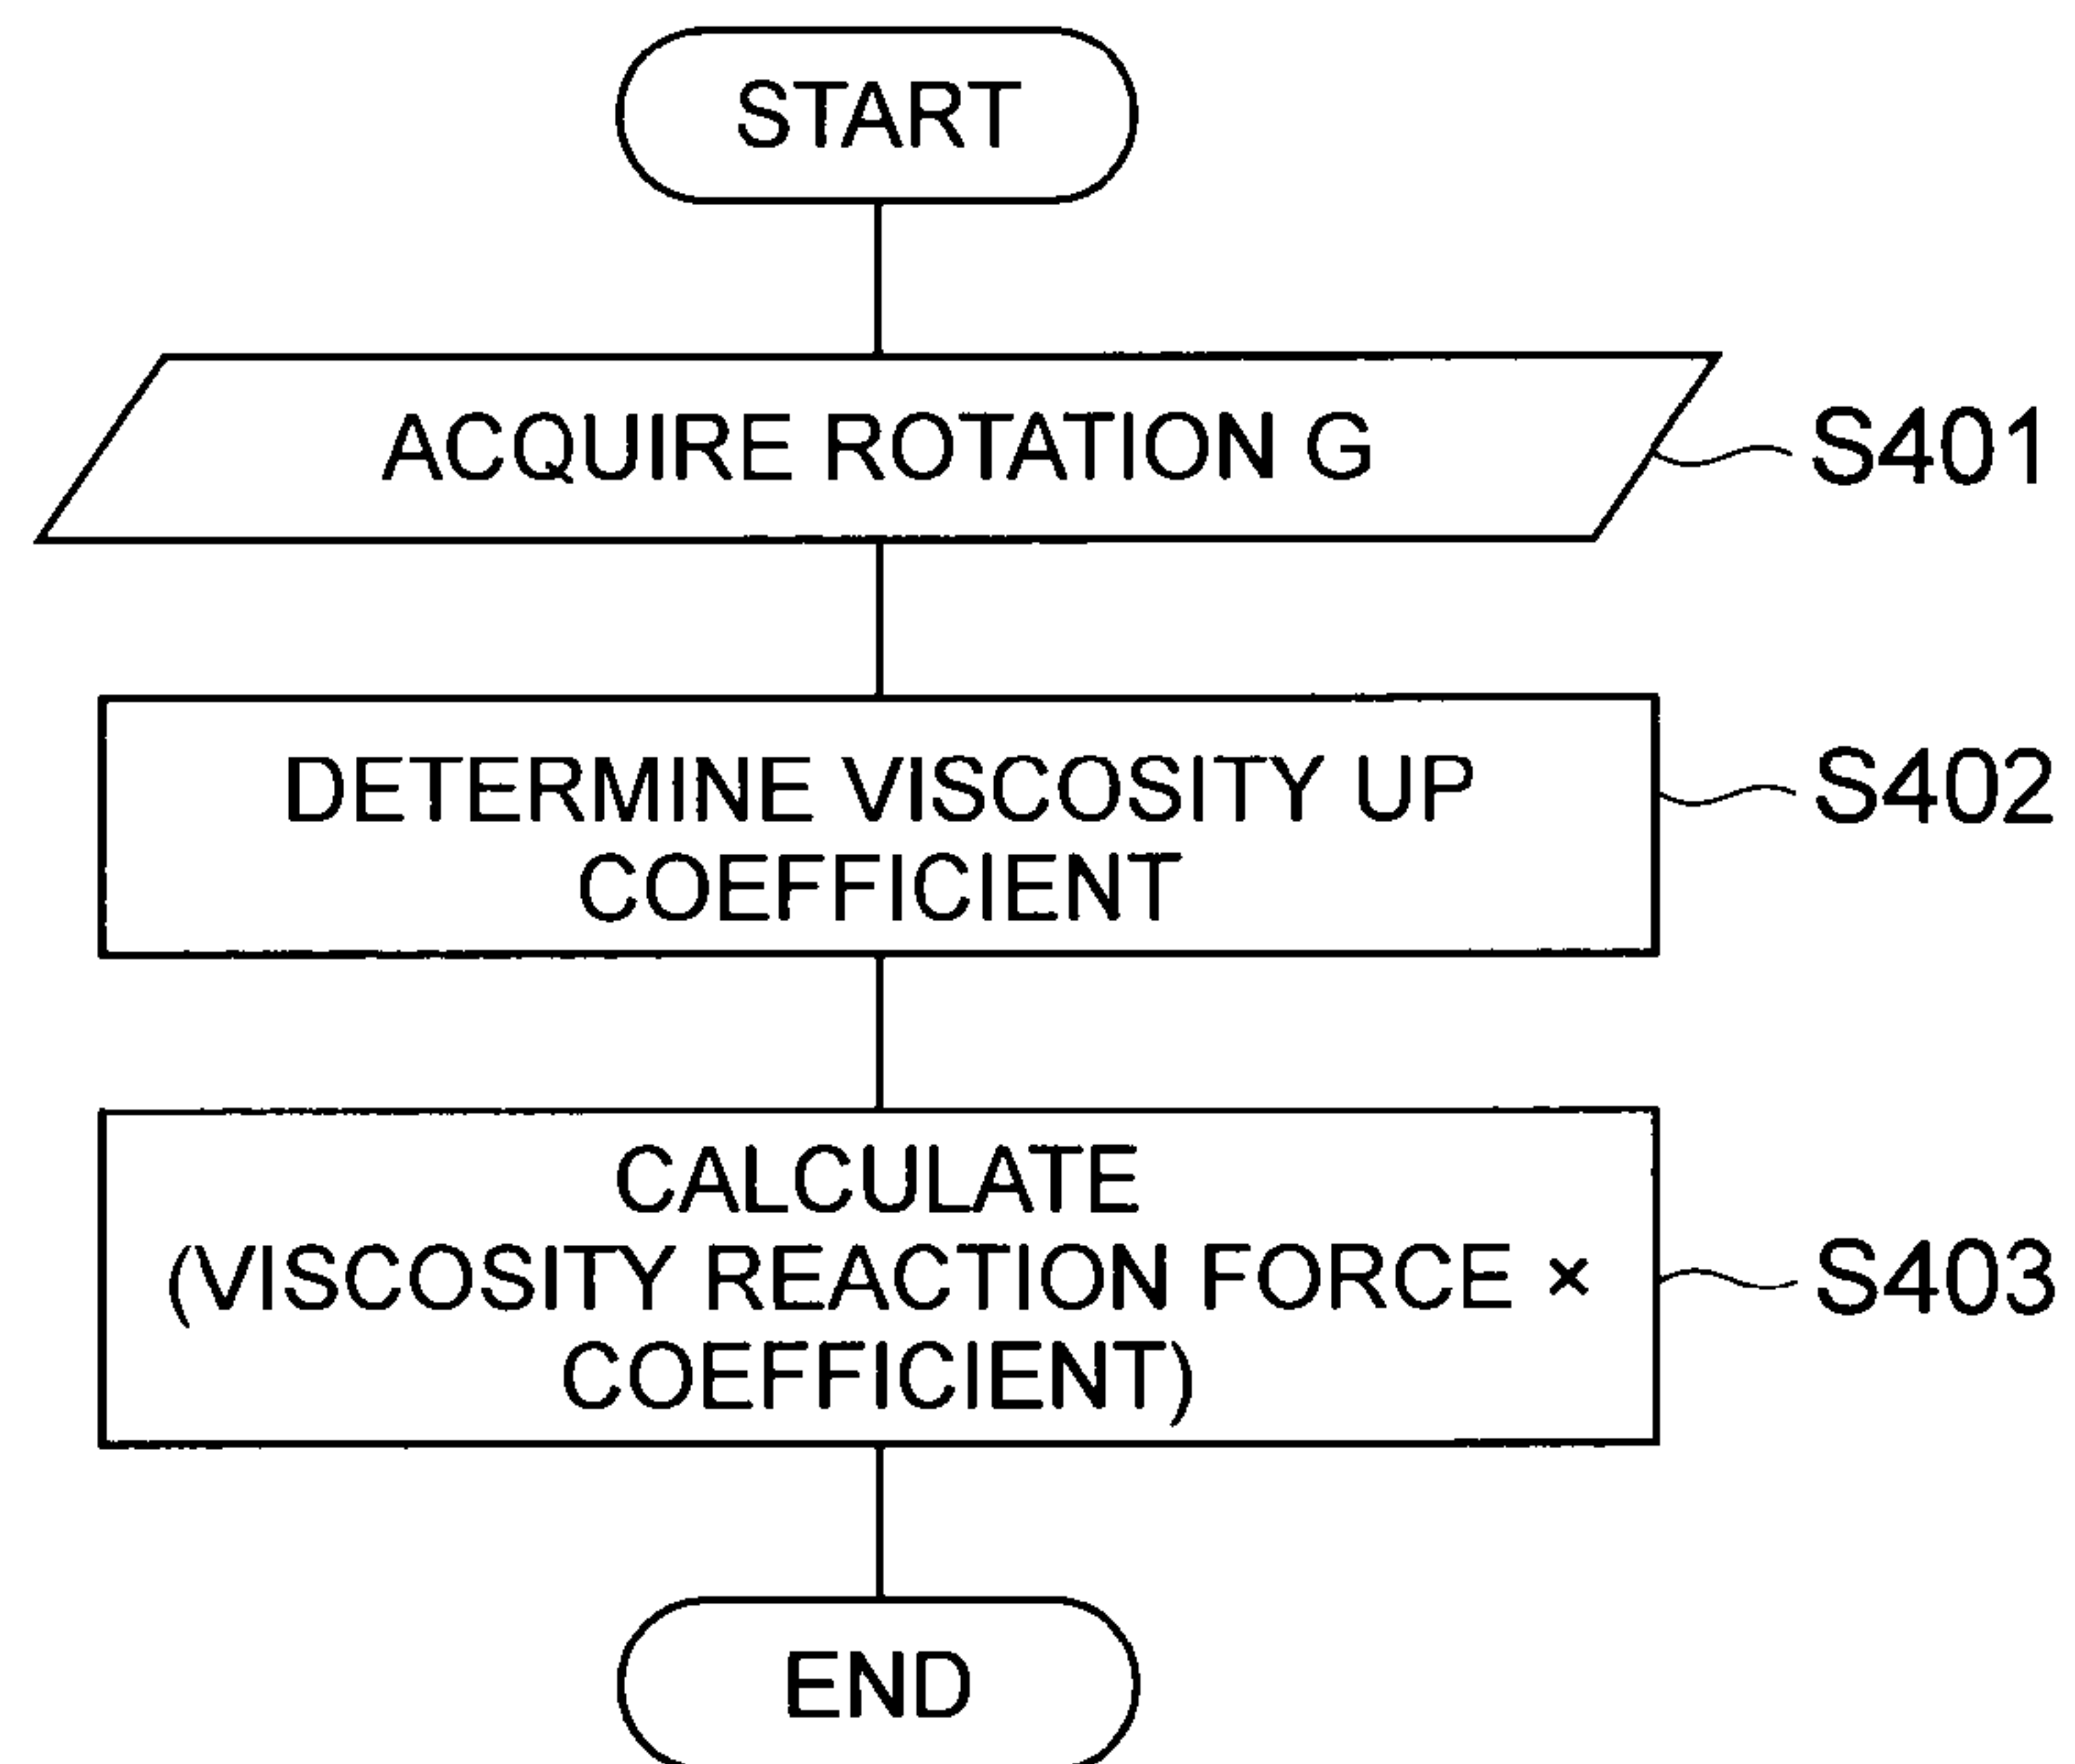 START
ACQUIRE ROTATION G
S401
DETERMINE VISCOSITY UP
COEFFICIENT
S402
CALCULATE
(VISCOSITY REACTION FORCE ×
COEFFICIENT)
S403
END